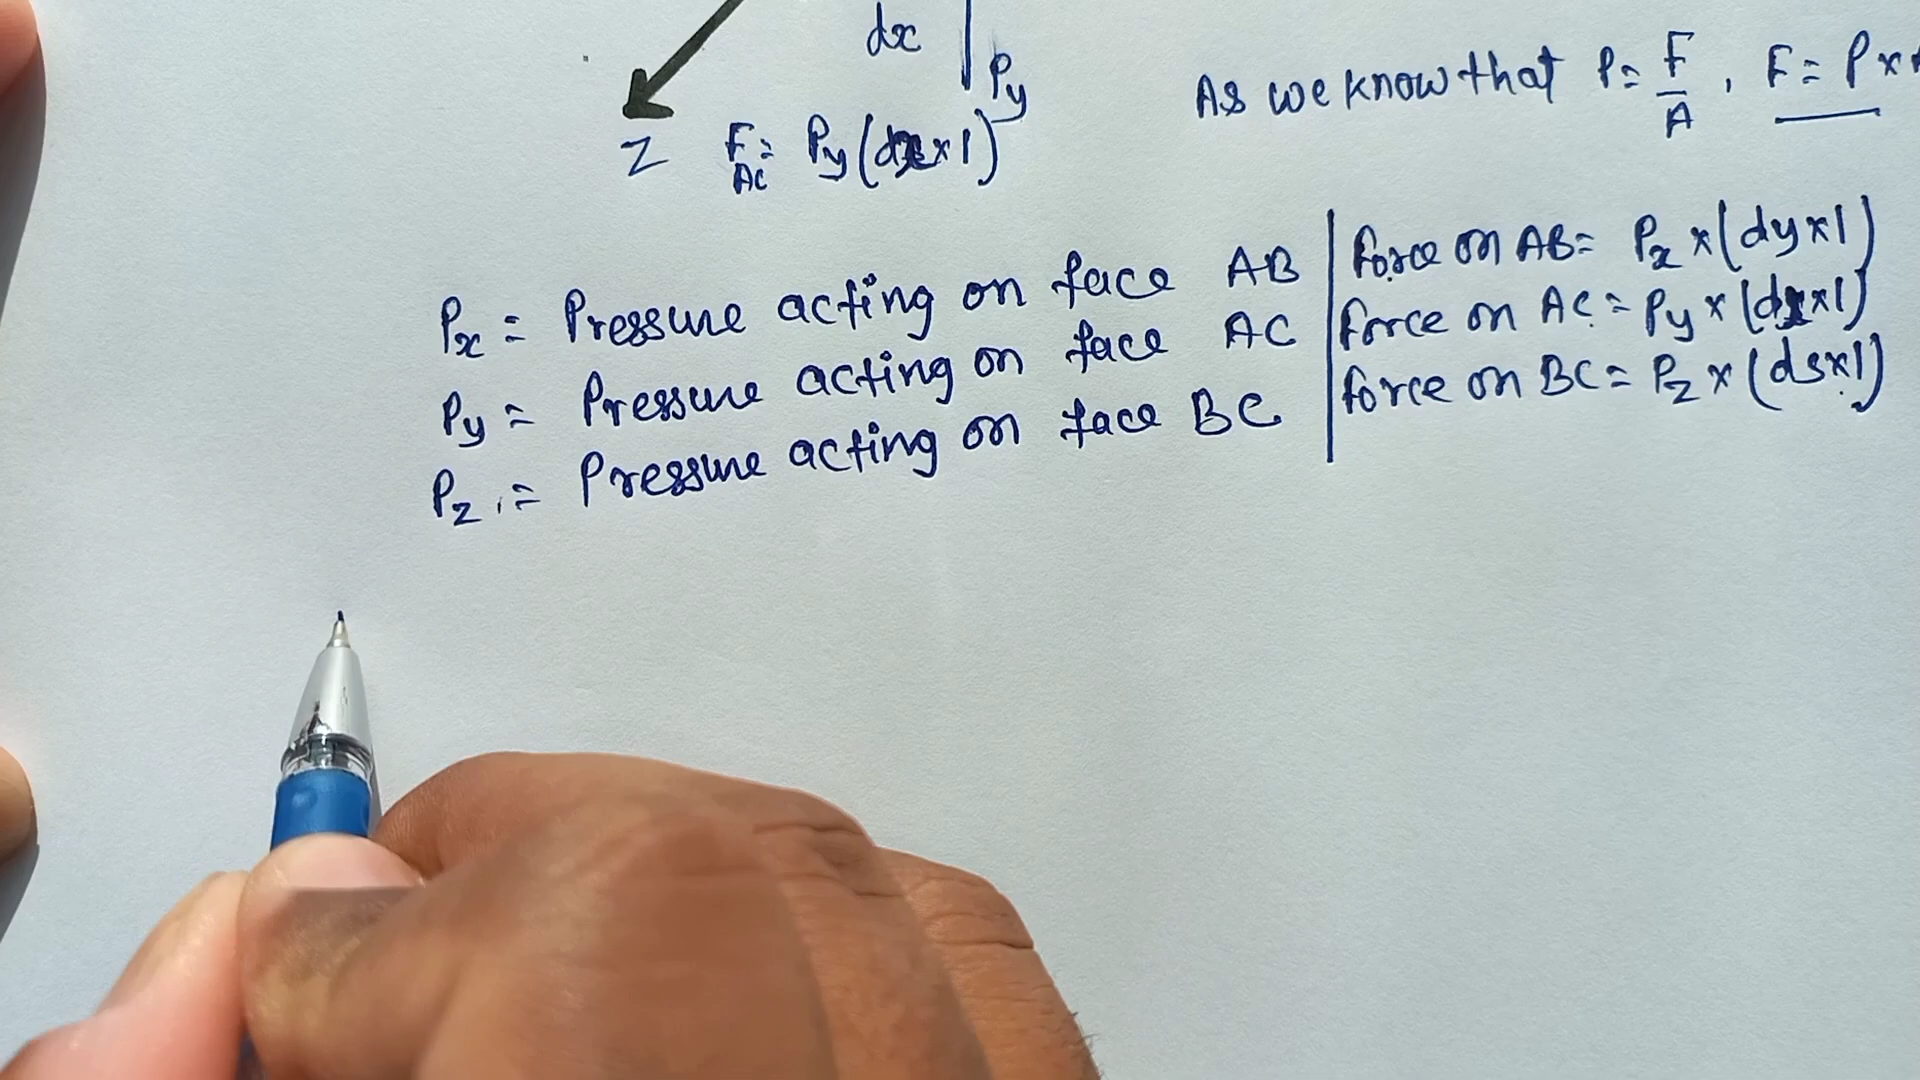 dx
Py
As we know that P = F/A , F = P x
Z F AC = Py (dx x 1)
Px = Pressure acting on face AB | Force on AB = Px x (dy x 1)
Py = Pressure acting on face AC | Force on AC = Py x (dx x 1)
Pz = Pressure acting on face BC | Force on BC = Pz x (ds x 1)